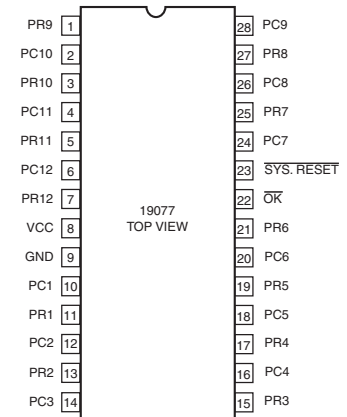 PR9 1 28 PC9
PC10 2 27 PR8
PR10 3 26 PC8
PC11 4 25 PR7
PR11 5 24 PC7
PC12 6 23 SYS. RESET
PR12 7 22 OK
19077
VCC 8 TOP VIEW 21 PR6
GND 9 20 PC6
PC1 10 19 PR5
PR1 11 18 PC5
PC2 12 17 PR4
PR2 13 16 PC4
PC3 14 15 PR3